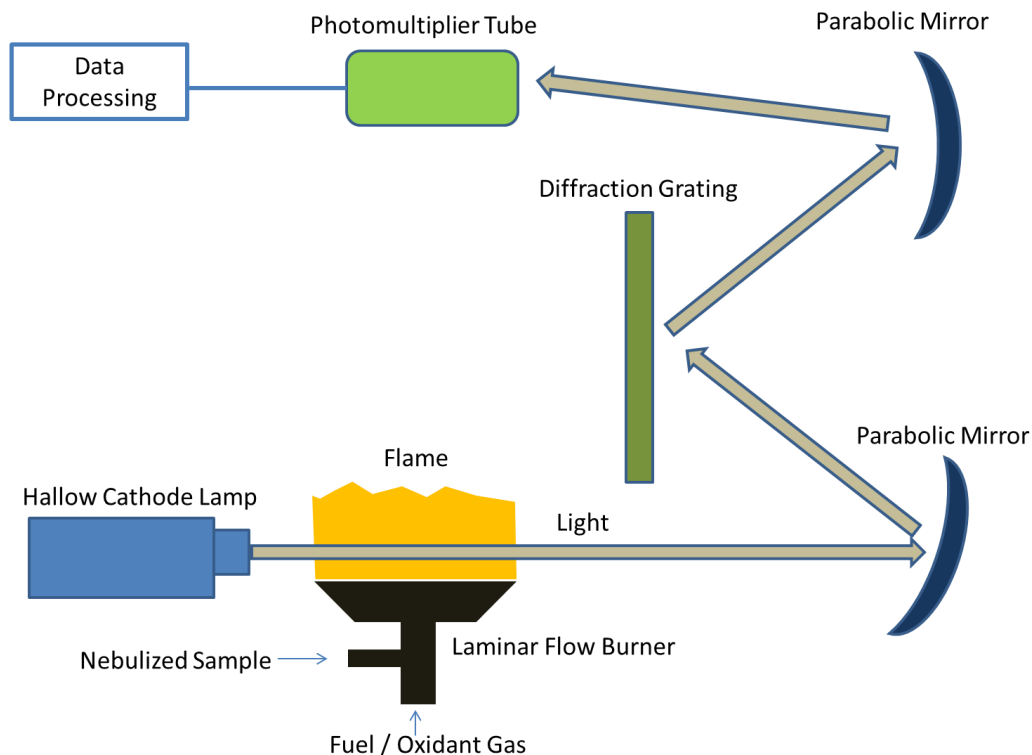 Photomultiplier Tube
Parabolic Mirror
Data
Processing
Diffraction Grating
Parabolic Mirror
Flame
Hallow Cathode Lamp
Light
Laminar Flow Burner
Nebulized Sample
Fuel / Oxidant Gas